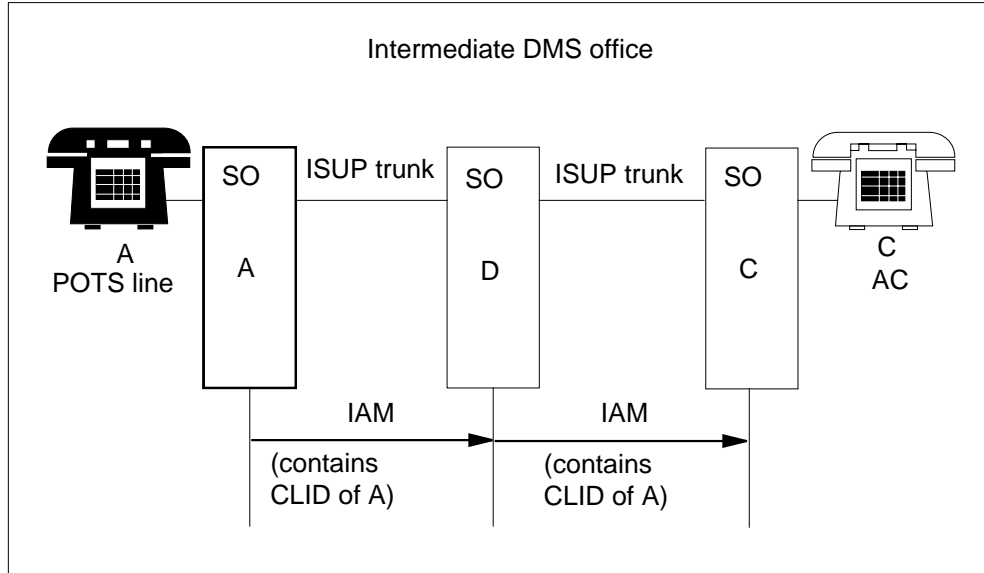 Intermediate DMS office
SO
ISUP trunk
SO
ISUP trunk
SO
A
POTS line
A
D
C
C
AC
IAM
(contains
CLID of A)
IAM
(contains
CLID of A)